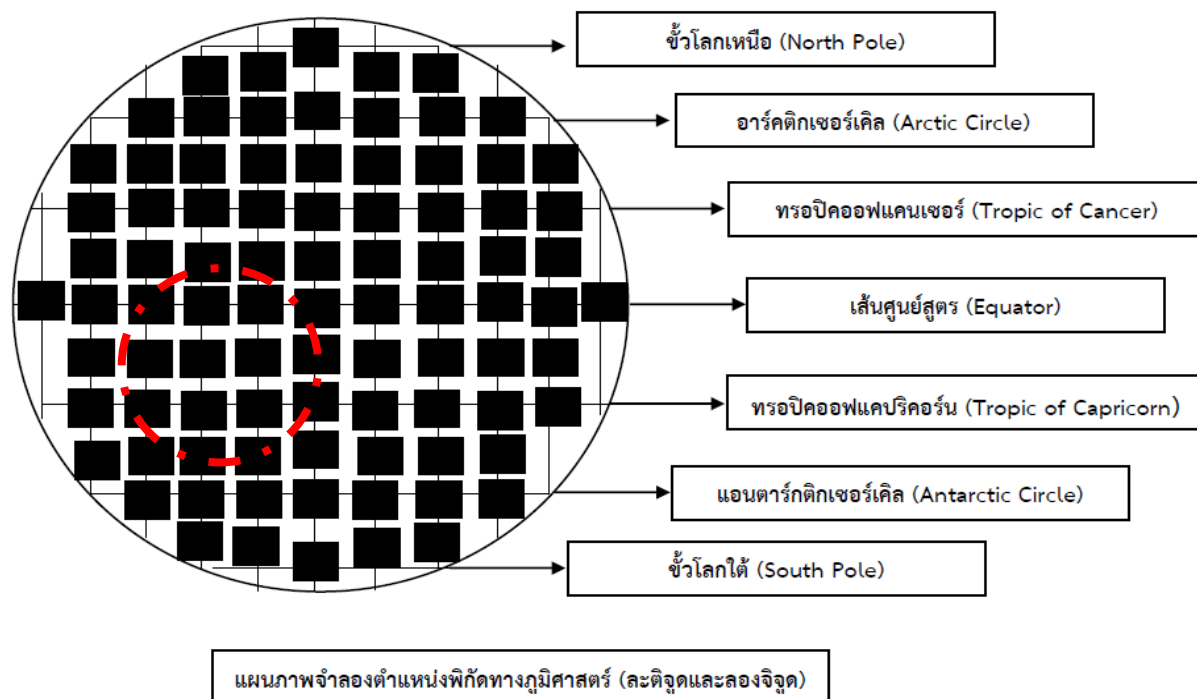 ขั้วโลกเหนือ (North Pole)
อาร์คติกเซอร์เคิล (Arctic Circle)
ทรอปิคออฟแคนเซอร์ (Tropic of Cancer)
เส้นศูนย์สูตร (Equator)
ทรอปิคออฟแคปริคอร์น (Tropic of Capricorn)
แอนตาร์กติกเซอร์เคิล (Antarctic Circle)
ขั้วโลกใต้ (South Pole)
แผนภาพจำลองตำแหน่งพิกัดทางภูมิศาสตร์ (ละติจูดและลองจิจูด)